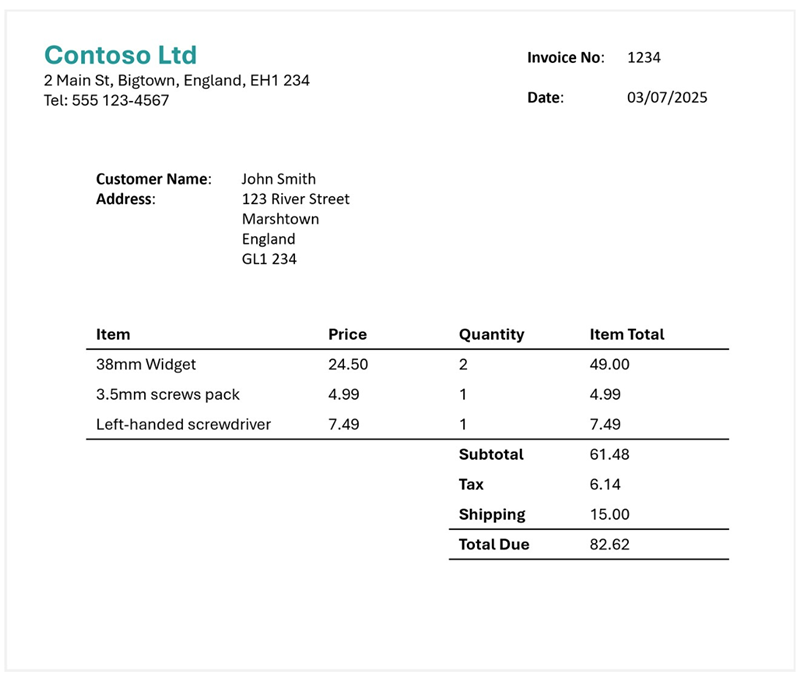 Contoso Ltd
2 Main St, Bigtown, England, EH1 234
Tel: 555 123-4567
Invoice No: 1234
Date: 03/07/2025
Customer Name: John Smith
Address: 123 River Street
Marshtown
England
GL1 234
Item Price Quantity Item Total
38mm Widget 24.50 2 49.00
3.5mm screws pack 4.99 1 4.99
Left-handed screwdriver 7.49 1 7.49
Subtotal 61.48
Tax 6.14
Shipping 15.00
Total Due 82.62